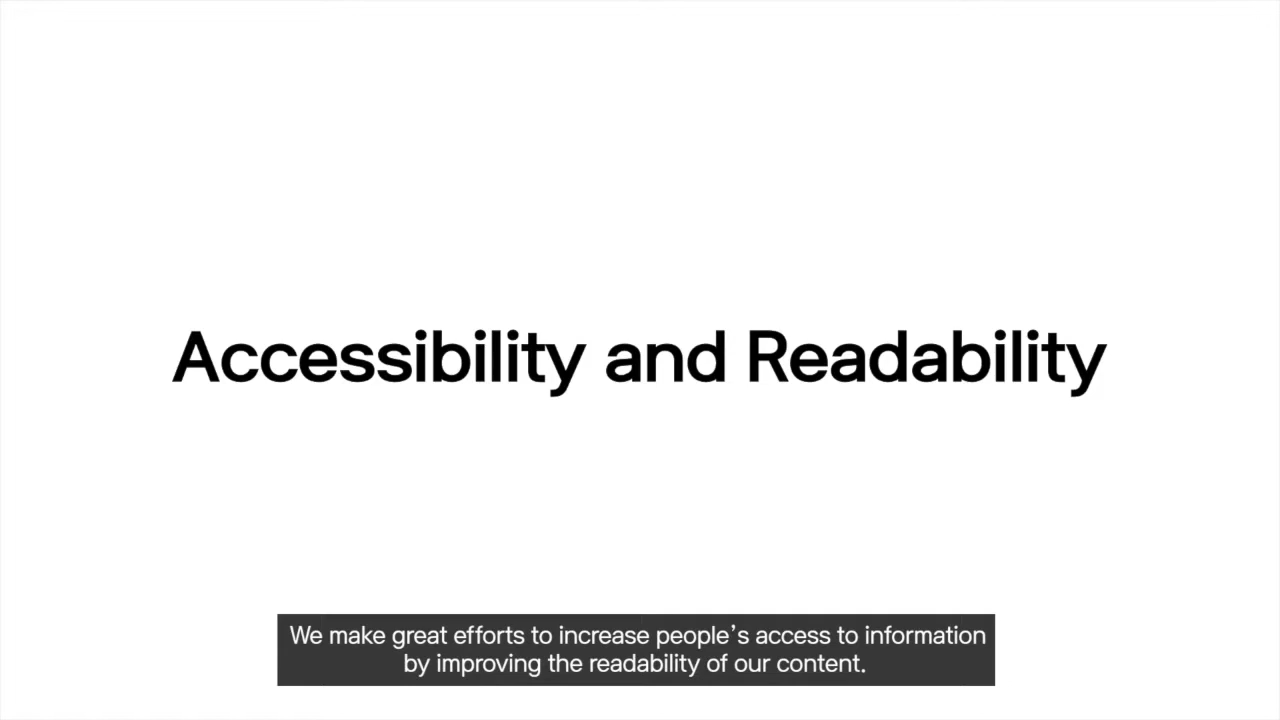 Accessibility and Readability
We make great efforts to increase people’s access to information
by improving the readability of our content.